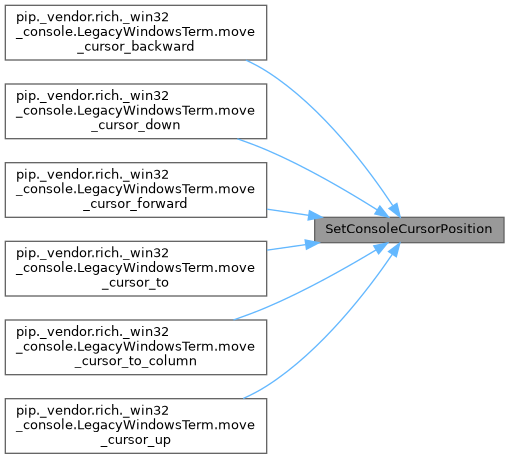 pip._vendor.rich._win32
_console.LegacyWindowsTerm.move
_cursor_backward
pip._vendor.rich._win32
_console.LegacyWindowsTerm.move
_cursor_down
pip._vendor.rich._win32
_console.LegacyWindowsTerm.move
_cursor_forward
SetConsoleCursorPosition
pip._vendor.rich._win32
_console.LegacyWindowsTerm.move
_cursor_to
pip._vendor.rich._win32
_console.LegacyWindowsTerm.move
_cursor_to_column
pip._vendor.rich._win32
_console.LegacyWindowsTerm.move
_cursor_up